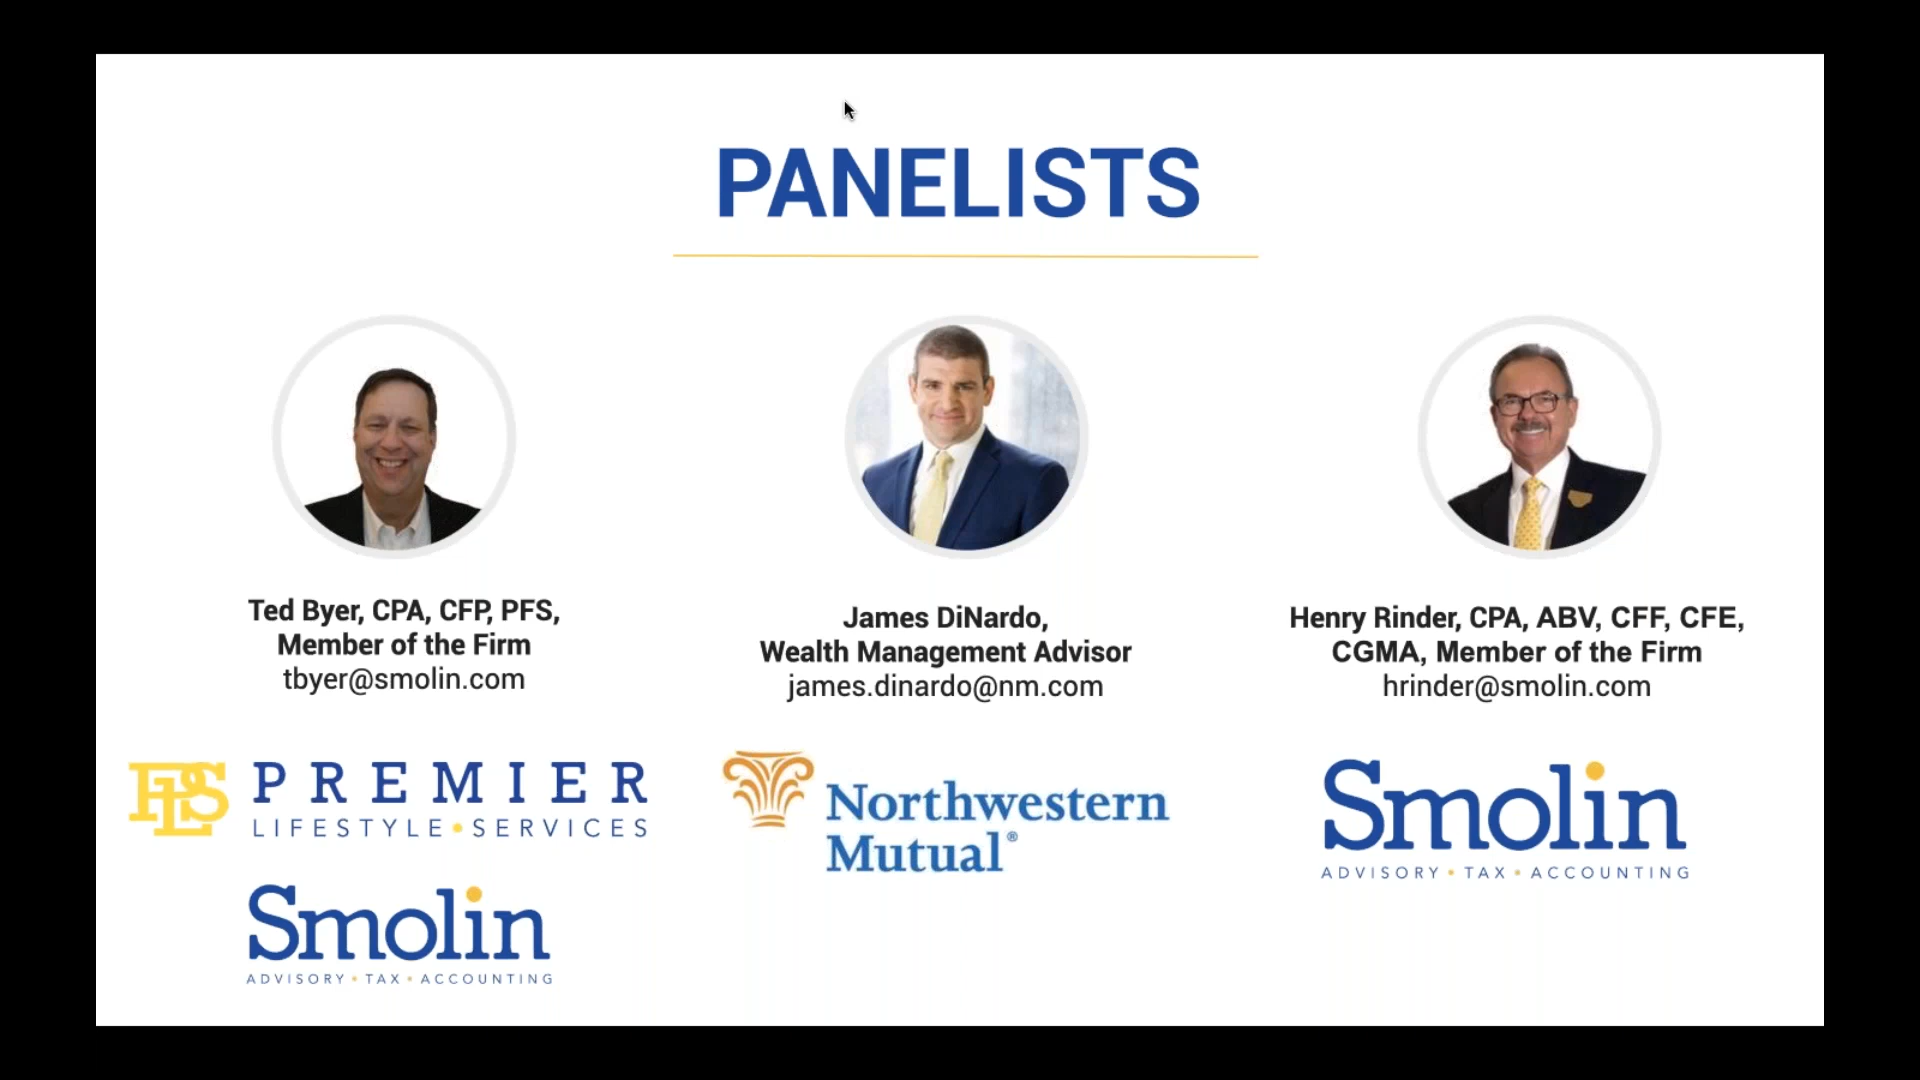 PANELISTS
Ted Byer, CPA, CFP, PFS,
Member of the Firm
tbyer@smolin.com
PLS PREMIER
LIFESTYLE • SERVICES
Smolin
ADVISORY • TAX • ACCOUNTING
James DiNardo,
Wealth Management Advisor
james.dinardo@nm.com
Northwestern
Mutual®
Henry Rinder, CPA, ABV, CFF, CFE,
CGMA, Member of the Firm
hrinder@smolin.com
Smolin
ADVISORY • TAX • ACCOUNTING